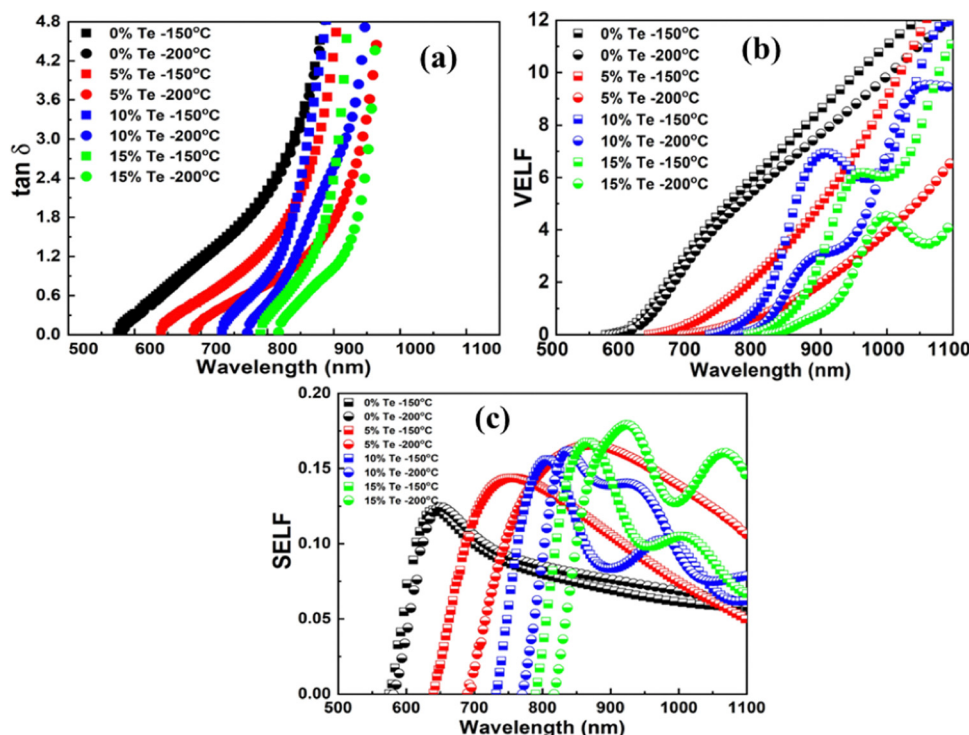 4.8
4.2
3.6
3.0
2.4
1.8
1.2
0.6
0.0
tan δ
0% Te -150°C
0% Te -200°C
5% Te -150°C
5% Te -200°C
10% Te -150°C
10% Te -200°C
15% Te -150°C
15% Te -200°C
(a)
500 600 700 800 900 1000 1100
Wavelength (nm)
12
10
8
6
4
2
0
VELF
0% Te -150°C
0% Te -200°C
5% Te -150°C
5% Te -200°C
10% Te -150°C
10% Te -200°C
15% Te -150°C
15% Te -200°C
(b)
500 600 700 800 900 1000 1100
Wavelength (nm)
0.20
0.15
0.10
0.05
0.00
SELF
0% Te -150°C
0% Te -200°C
5% Te -150°C
5% Te -200°C
10% Te -150°C
10% Te -200°C
15% Te -150°C
15% Te -200°C
(c)
500 600 700 800 900 1000 1100
Wavelength (nm)